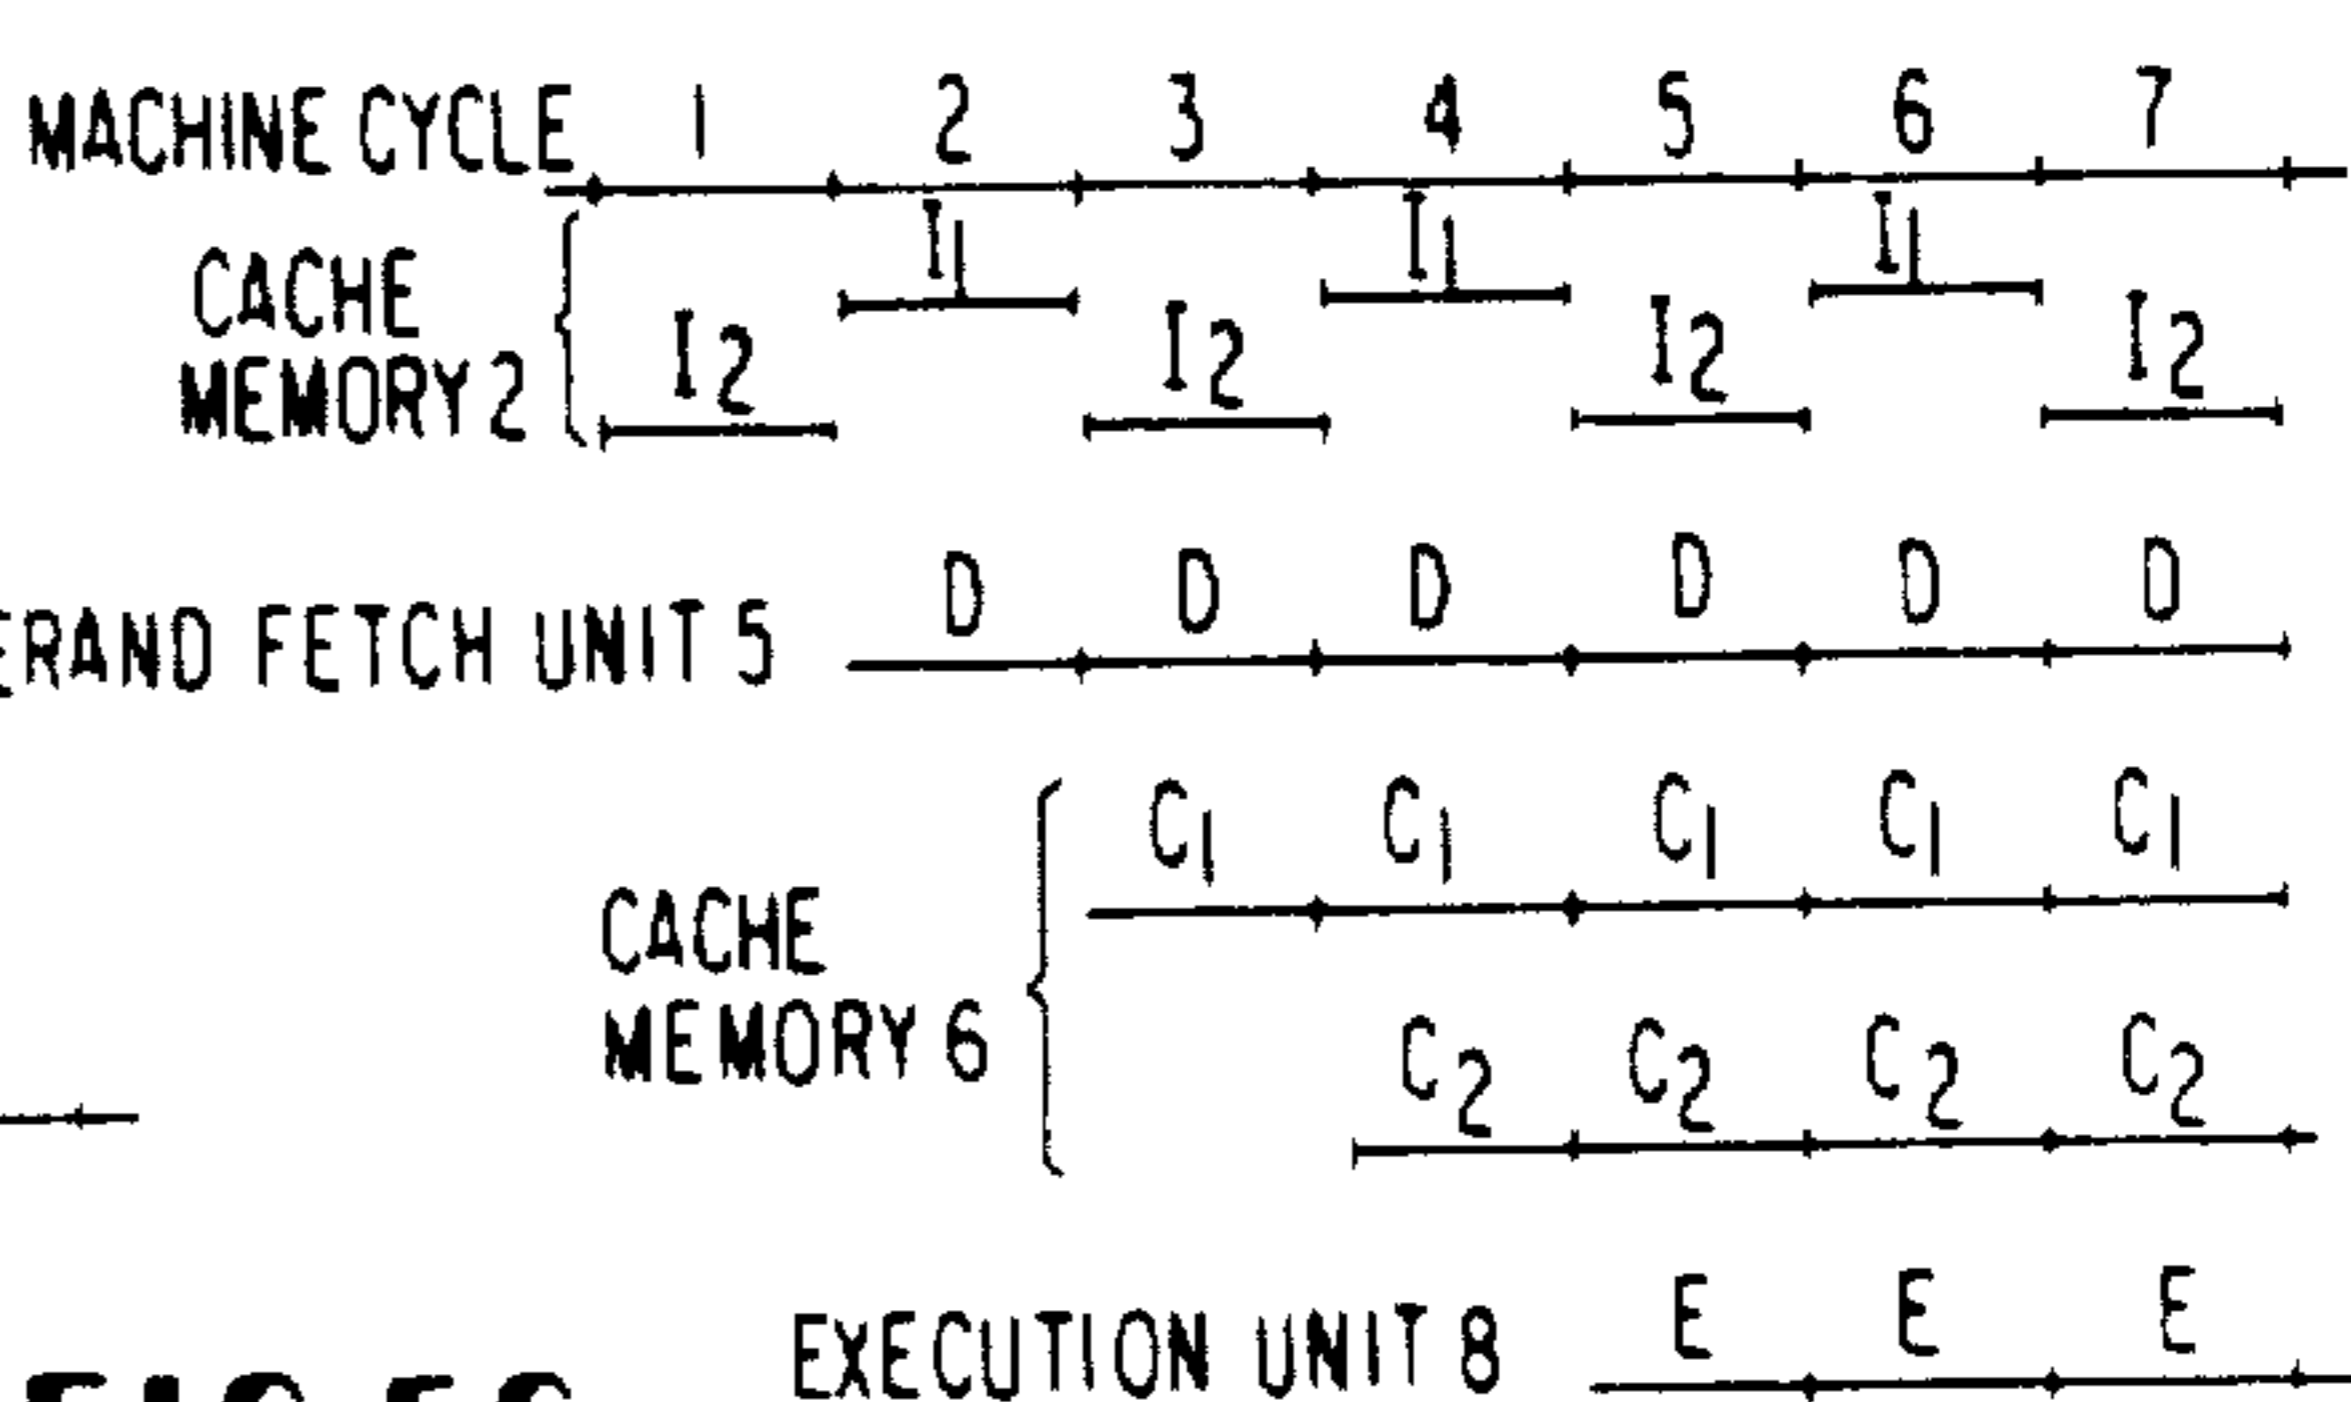 MACHINE CYCLE 1 2 3 4 5 6 7
I1 I1 I1
CACHE
I2 I2 I2 I2
MEMORY 2
D D D D D D
ERAND FETCH UNIT 5
C1 C1 C1 C1 C1
CACHE
MEMORY 6
C2 C2 C2 C2
E E E
EXECUTION UNIT 8